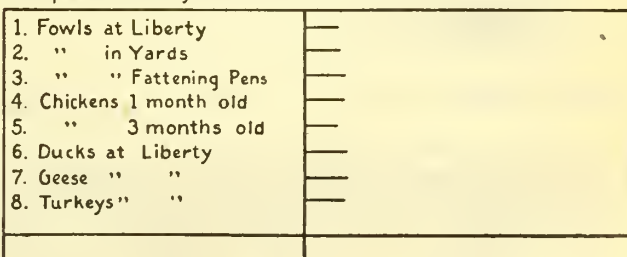 1. Fowls at Liberty
2. " in Yards
3. " " Fattening Pens
4. Chickens 1 month old
5. " 3 months old
6. Ducks at Liberty
7. Geese " "
8. Turkeys " "